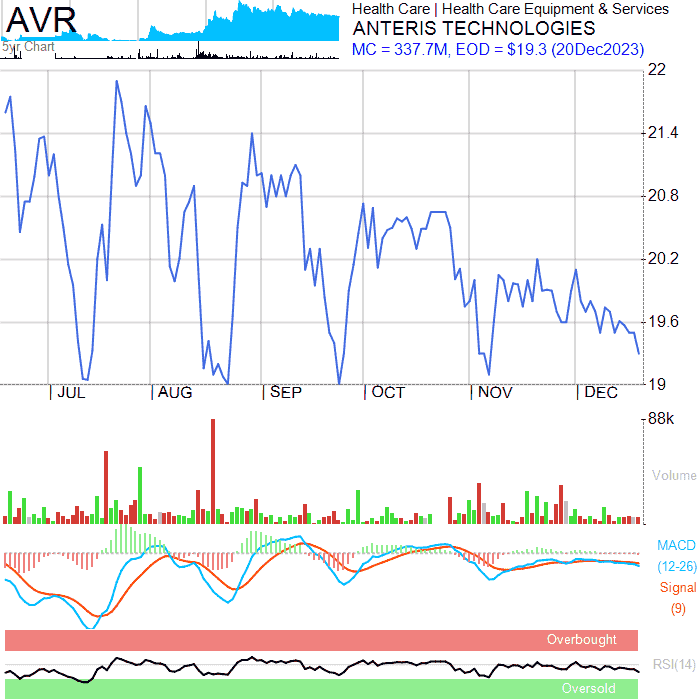 AVR
5yr Chart
Health Care | Health Care Equipment & Services
ANTERIS TECHNOLOGIES
MC = 337.7M, EOD = $19.3 (20Dec2023)
22
21.4
20.8
20.2
19.6
19
JUL AUG SEP OCT NOV DEC
88k
Volume
MACD
(12-26)
Signal
(9)
Overbought
RSI(14)
Oversold